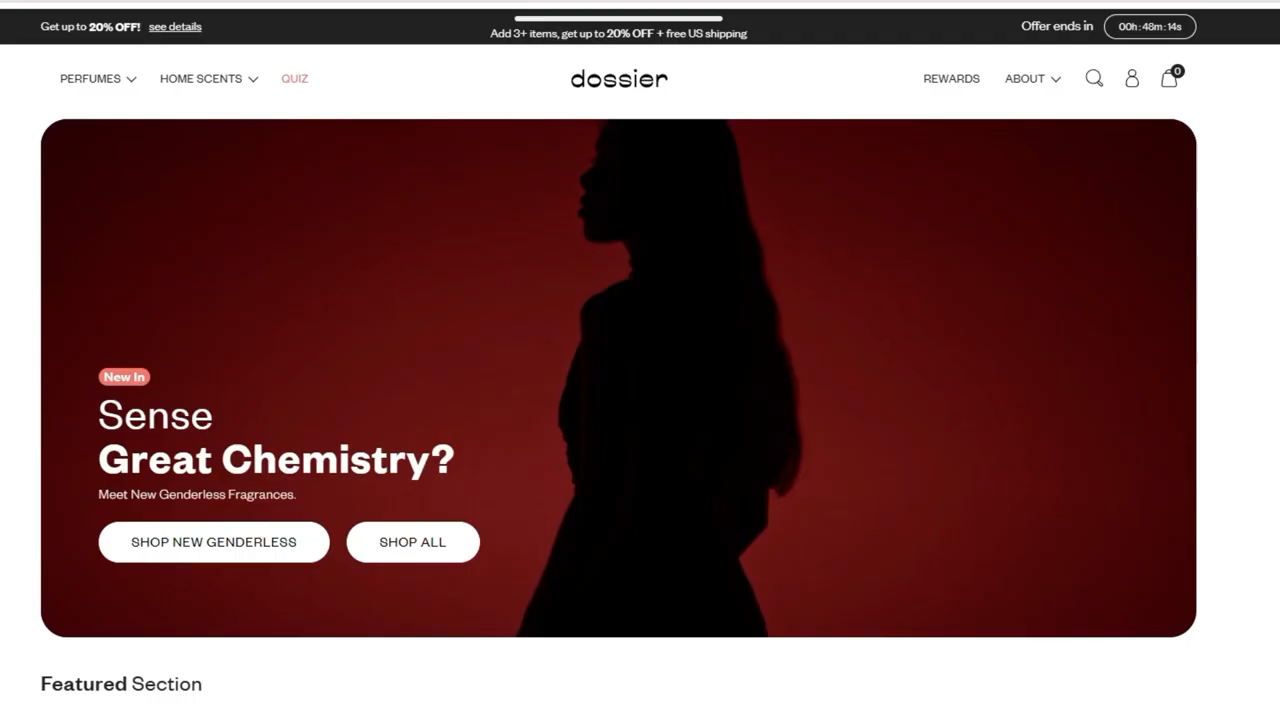 Get up to 20% OFF! see details
Add 3+ items, get up to 20% OFF + free US shipping
Offer ends in 00h : 48m : 14s
PERFUMES HOME SCENTS QUIZ
dossier
REWARDS ABOUT 0
New In
Sense
Great Chemistry?
Meet New Genderless Fragrances.
SHOP NEW GENDERLESS SHOP ALL
Featured Section